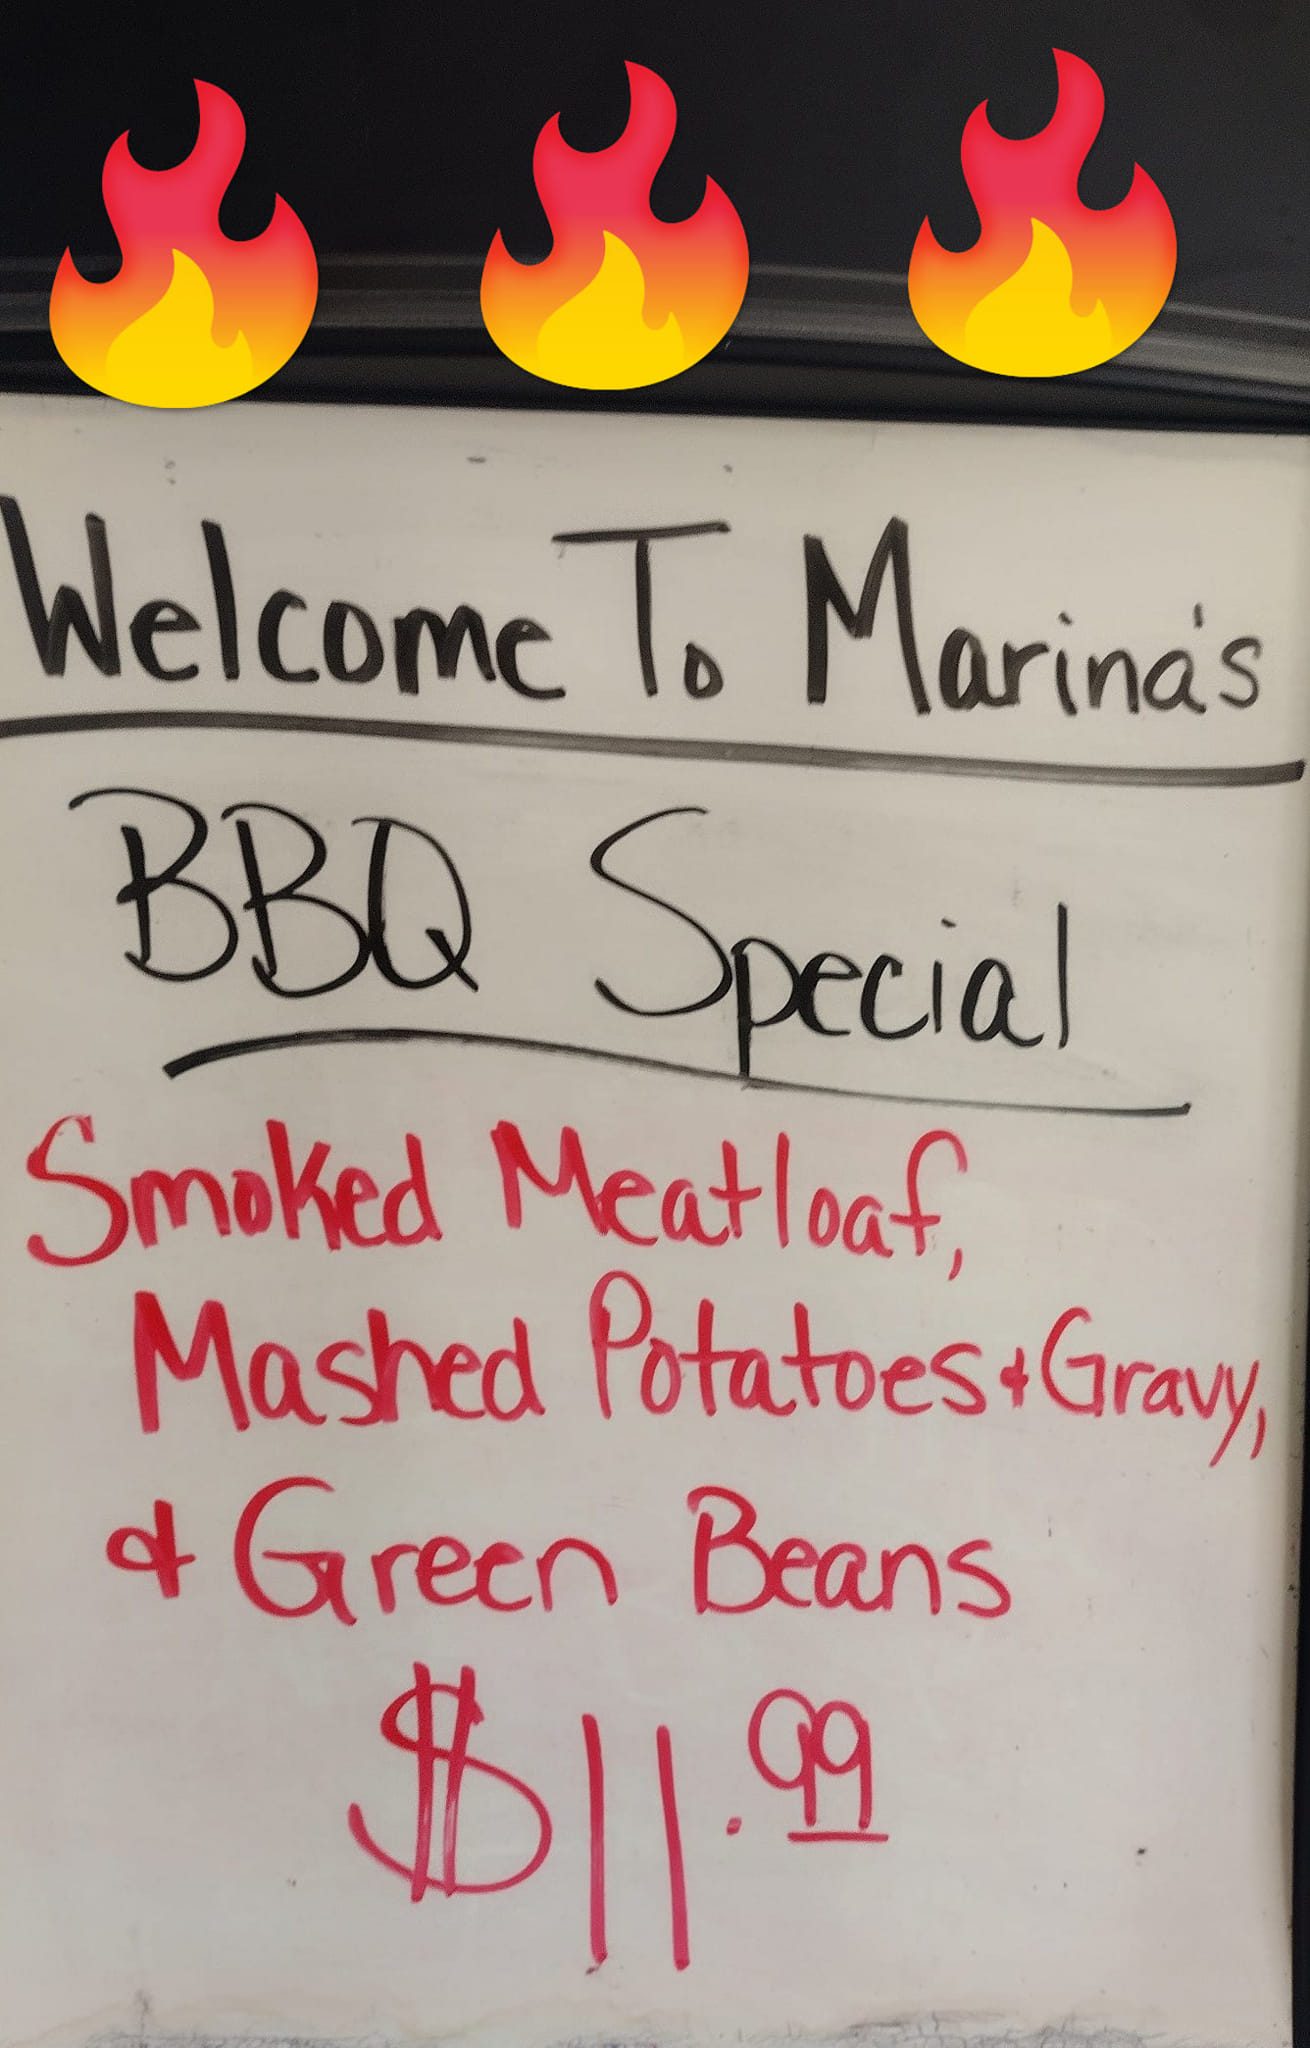 Welcome To Marina's
BBQ Special
Smoked Meatloaf,
Mashed Potatoes & Gravy,
& Green Beans
$11.99